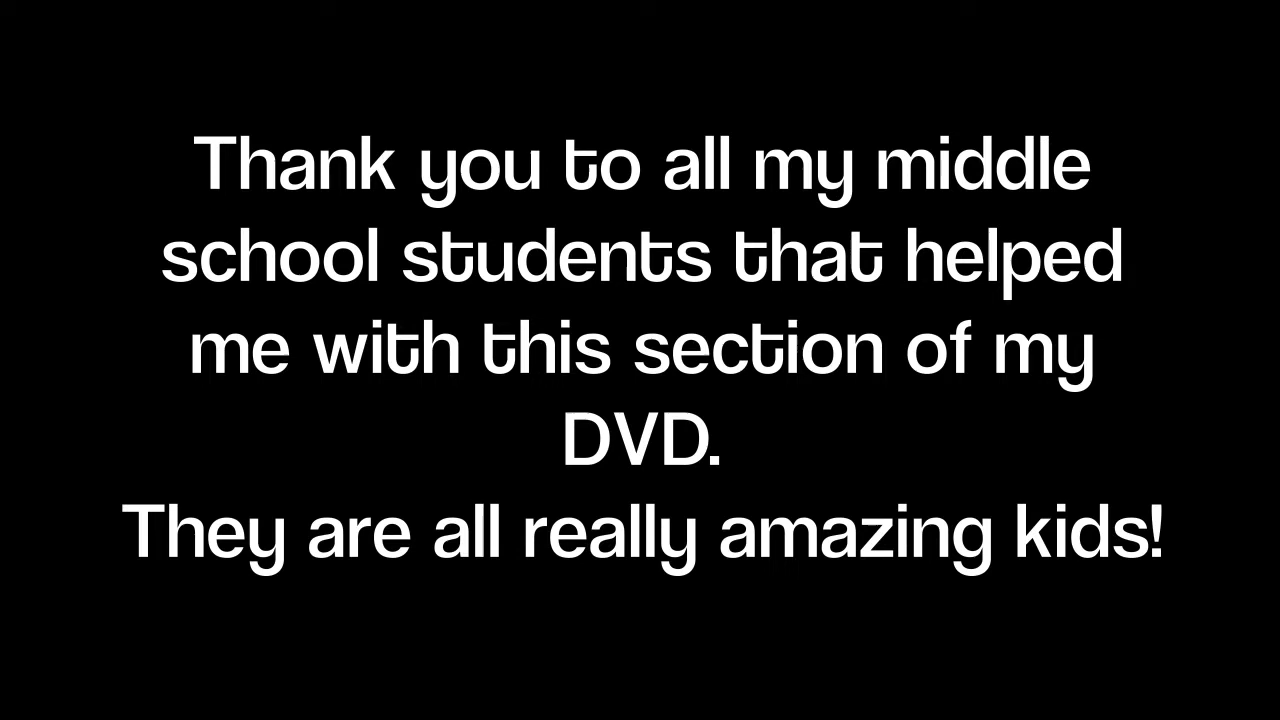 Thank you to all my middle
school students that helped
me with this section of my
DVD.
They are all really amazing kids!